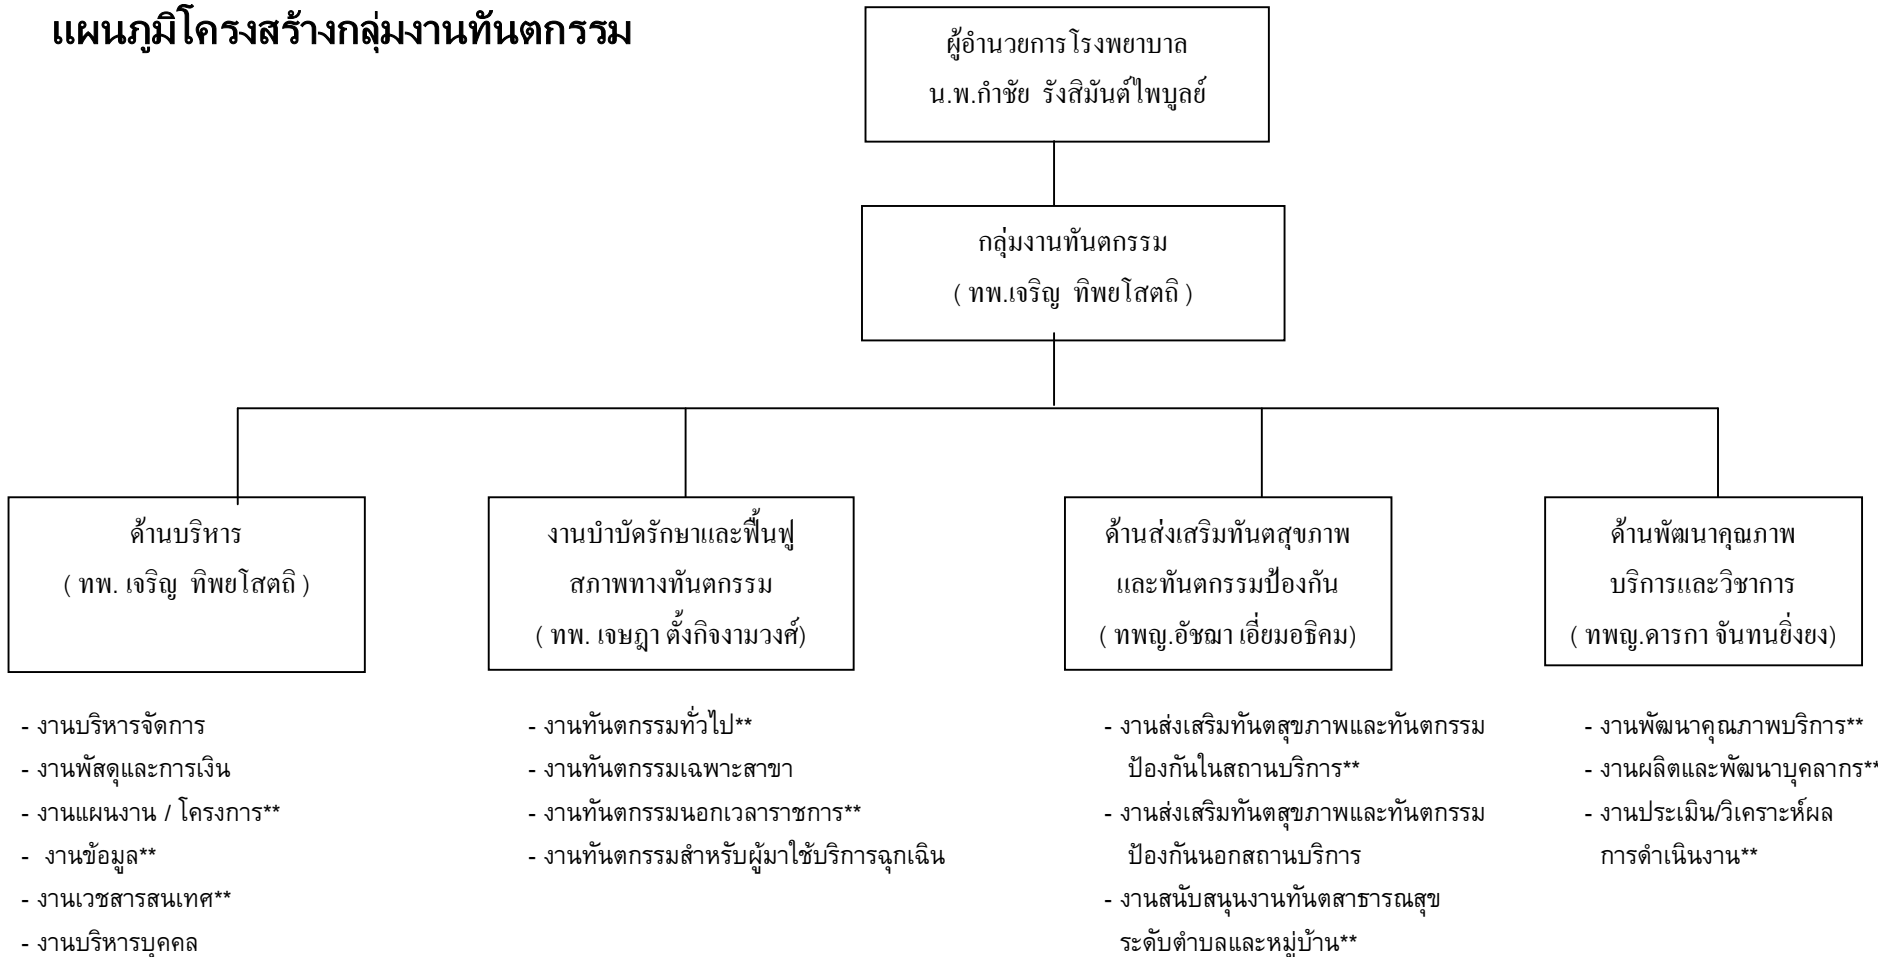 แผนภูมิโครงสร้างกลุ่มงานทันตกรรม
ผู้อำนวยการโรงพยาบาล
น.พ.กำชัย รังสิมันต์ไพบูลย์
กลุ่มงานทันตกรรม
( ทพ.เจริญ ทิพยโสตถิ )
ด้านบริหาร
( ทพ. เจริญ ทิพยโสตถิ )
งานบำบัดรักษาและฟื้นฟู
สภาพทางทันตกรรม
( ทพ. เจษฎา ตั้งกิจงามวงศ์)
ด้านส่งเสริมทันตสุขภาพ
และทันตกรรมป้องกัน
( ทพญ.อัชฌา เอี่ยมอธิคม)
ด้านพัฒนาคุณภาพ
บริการและวิชาการ
( ทพญ.ดารกา จันทนยิ่งยง)
- งานบริหารจัดการ
- งานพัสดุและการเงิน
- งานแผนงาน / โครงการ**
- งานข้อมูล**
- งานเวชสารสนเทศ**
- งานบริหารบุคคล
- งานทันตกรรมทั่วไป**
- งานทันตกรรมเฉพาะสาขา
- งานทันตกรรมนอกเวลาราชการ**
- งานทันตกรรมสำหรับผู้มาใช้บริการฉุกเฉิน
- งานส่งเสริมทันตสุขภาพและทันตกรรม
ป้องกันในสถานบริการ**
- งานส่งเสริมทันตสุขภาพและทันตกรรม
ป้องกันนอกสถานบริการ
- งานสนับสนุนงานทันตสาธารณสุข
ระดับตำบลและหมู่บ้าน**
- งานพัฒนาคุณภาพบริการ**
- งานผลิตและพัฒนาบุคลากร**
- งานประเมิน/วิเคราะห์ผล
การดำเนินงาน**